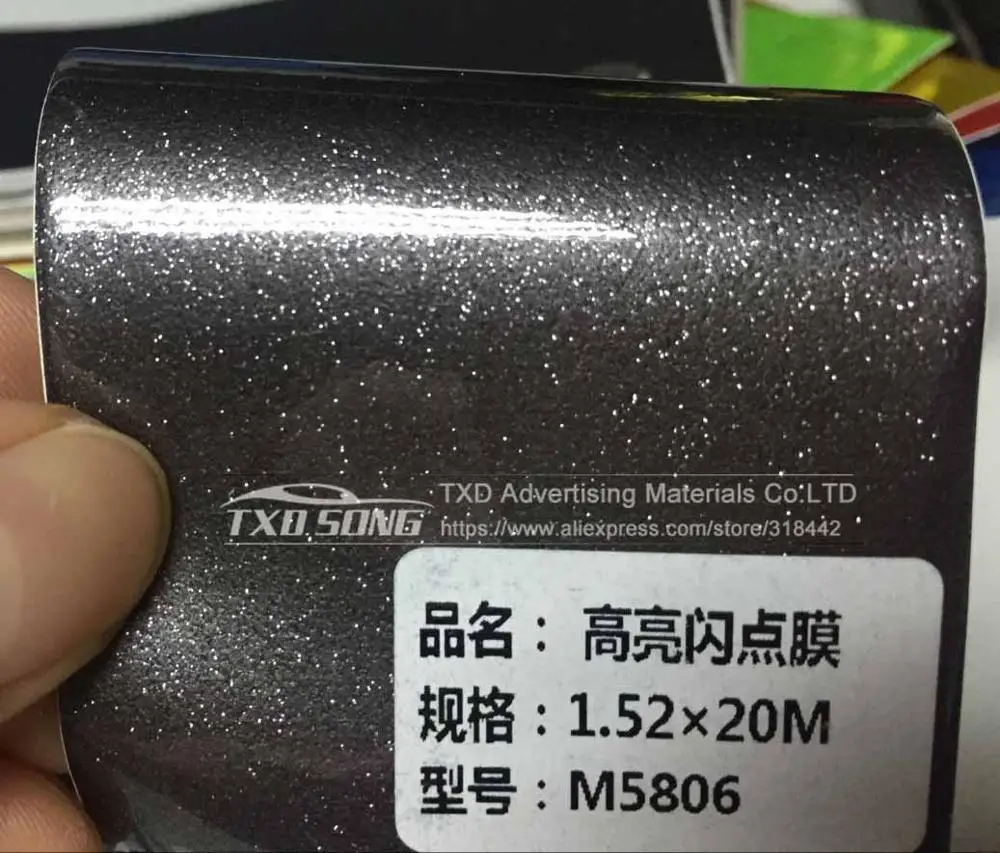 TXD SONG
TXD Advertising Materials Co.LTD
https://www.aliexpress.com/store/318442
品名：高亮闪点膜
规格：1.52×20M
型号：M5806